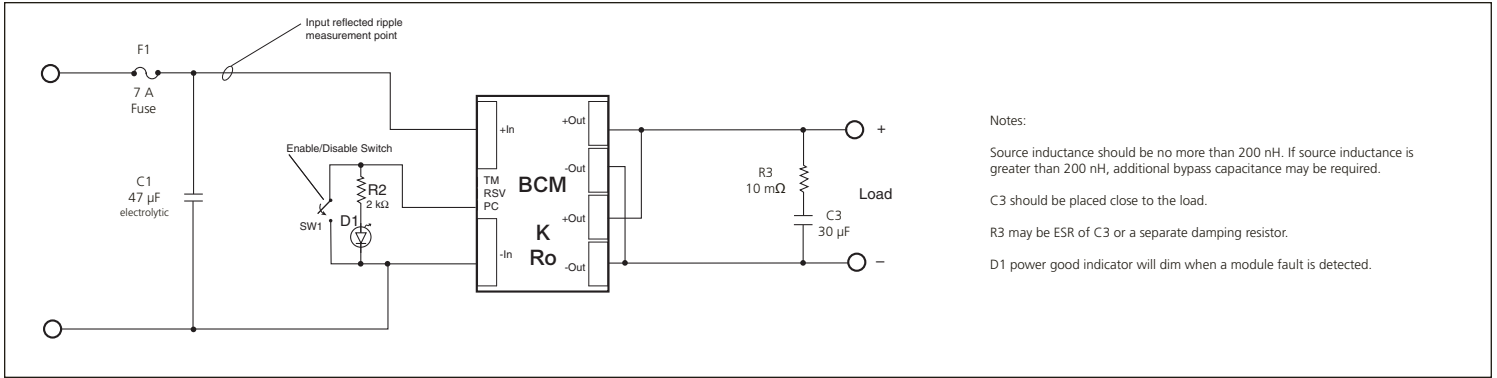 Input reflected ripple
measurement point
F1
7 A
Fuse
C1
47 µF
electrolytic
Enable/Disable Switch
SW1
R2
2 kΩ
D1
+In
TM
RSV
PC
-In
BCM
K
Ro
+Out
-Out
+Out
-Out
R3
10 mΩ
C3
30 µF
+
Load
–
Notes:
Source inductance should be no more than 200 nH. If source inductance is
greater than 200 nH, additional bypass capacitance may be required.
C3 should be placed close to the load.
R3 may be ESR of C3 or a separate damping resistor.
D1 power good indicator will dim when a module fault is detected.